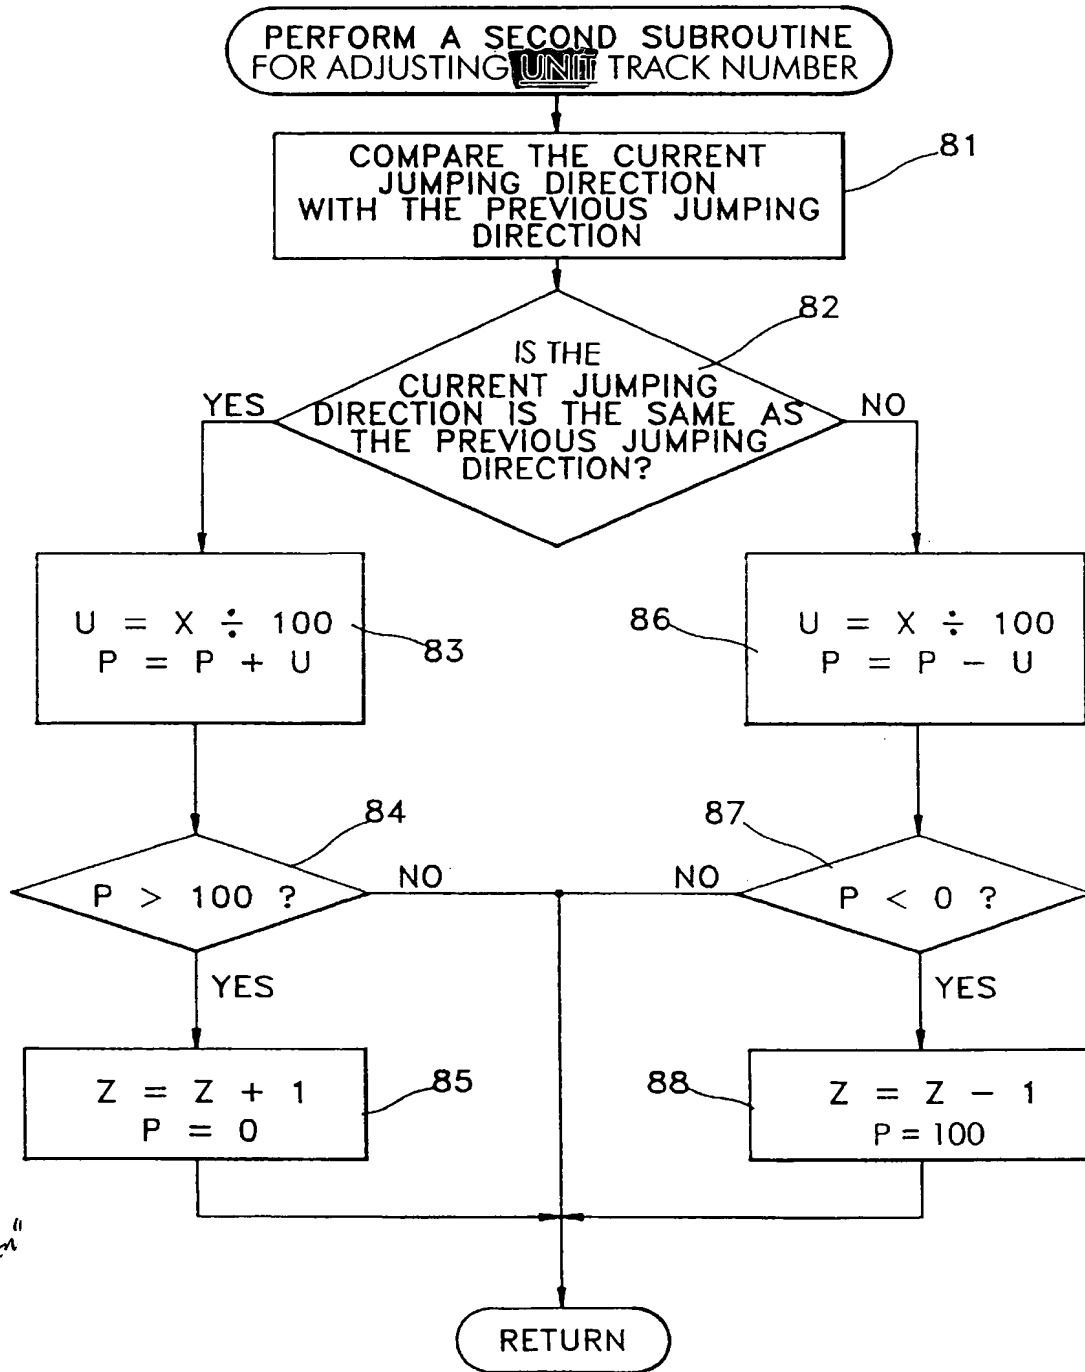 PERFORM A SECOND SUBROUTINE
FOR ADJUSTING UNIT TRACK NUMBER
COMPARE THE CURRENT
JUMPING DIRECTION
WITH THE PREVIOUS JUMPING
DIRECTION
81
IS THE
CURRENT JUMPING
DIRECTION IS THE SAME AS
THE PREVIOUS JUMPING
DIRECTION?
82
YES
NO
U = X ÷ 100
P = P + U
83
U = X ÷ 100
P = P - U
86
P > 100 ?
84
NO
YES
P < 0 ?
87
NO
YES
Z = Z + 1
P = 0
85
Z = Z - 1
P = 100
88
RETURN